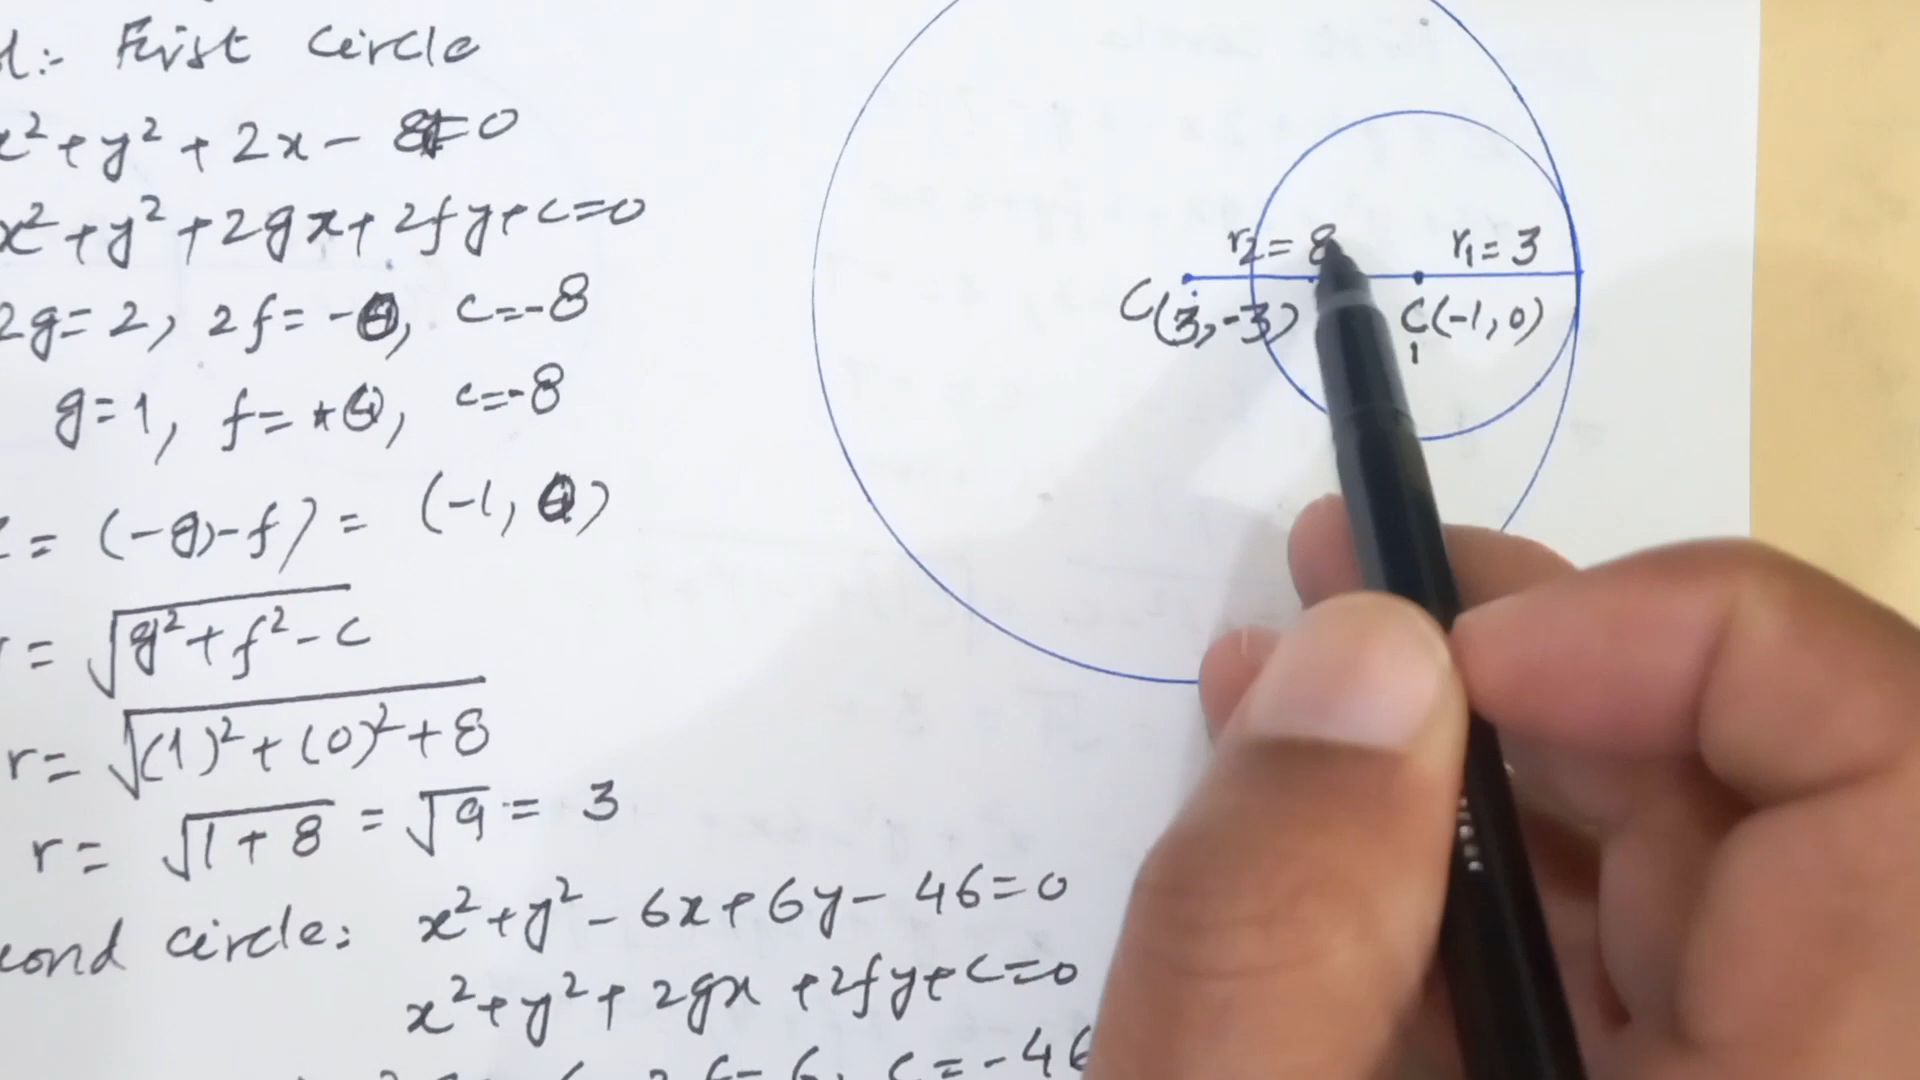 First Circle
x²+y²+2x-8=0
x²+y²+2gx+2fy+c=0
2g=2, 2f=-0, c=-8
g=1, f=0, c=-8
= (-g,-f) = (-1, 0)
r= √g²+f²-c
r= √(1)²+(0)²+8
r= √1+8 = √9 = 3
circle: x²+y²-6x+6y-46=0
x²+y²+2gx+2fy+c=0
c=-46
r2=8 r1=3
C(3,-3) C1(-1,0)